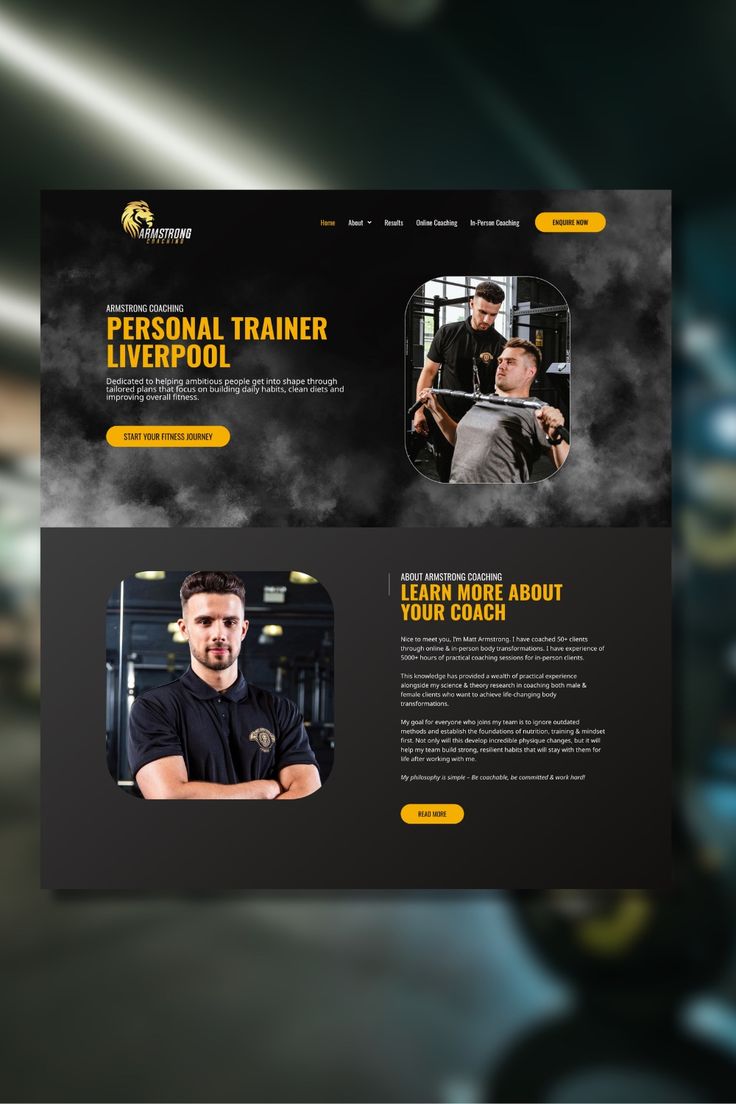 ARMSTRONG
COACHING
Home About Results Online Coaching In-Person Coaching ENQUIRE NOW
ARMSTRONG COACHING
PERSONAL TRAINER
LIVERPOOL
Dedicated to helping ambitious people get into shape through
tailored plans that focus on building daily habits, clean diets and
improving overall fitness.
START YOUR FITNESS JOURNEY
ABOUT ARMSTRONG COACHING
LEARN MORE ABOUT
YOUR COACH
Nice to meet you, I'm Matt Armstrong. I have coached 50+ clients
through online & in-person body transformations. I have experience of
5000+ hours of practical coaching sessions for in-person clients.
This knowledge has provided a wealth of practical experience
alongside my science & theory research in coaching both male &
female clients who want to achieve life-changing body
transformations.
My goal for everyone who joins my team is to ignore outdated
methods and establish the foundations of nutrition, training & mindset
first. Not only will this develop incredible physique changes, but it will
help my team build strong, resilient habits that will stay with them for
life after working with me.
My philosophy is simple – Be coachable, be committed & work hard!
READ MORE